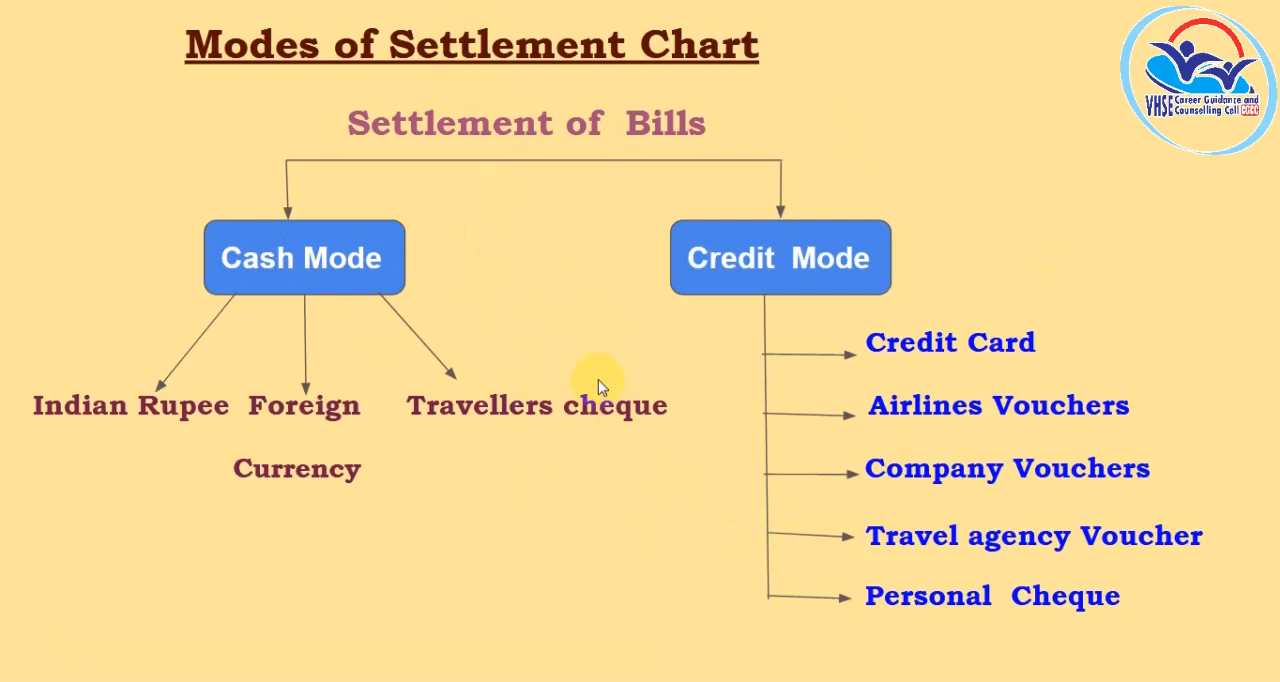 Modes of Settlement Chart
VHSE Career Guidance and
Counselling Cell CGCC
Settlement of Bills
Cash Mode
Credit Mode
Indian Rupee Foreign Travellers cheque
Currency
Credit Card
Airlines Vouchers
Company Vouchers
Travel agency Voucher
Personal Cheque